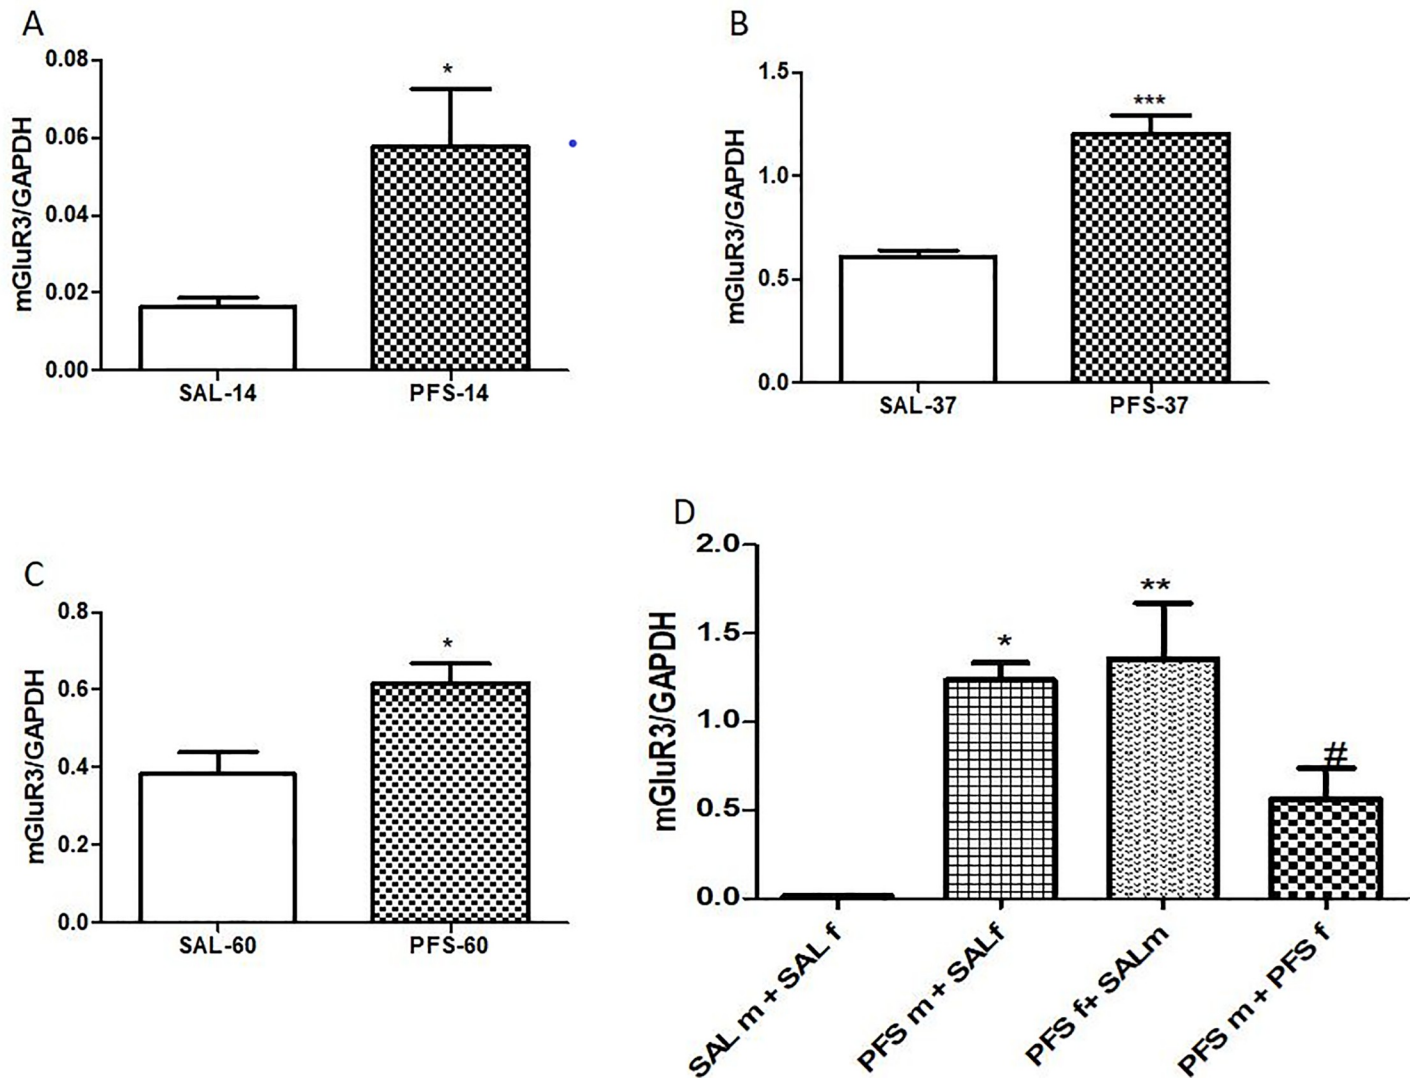 A
mGluR3/GAPDH
0.08
0.06
0.04
0.02
0.00
*
SAL-14
PFS-14
B
mGluR3/GAPDH
1.5
1.0
0.5
0.0
***
SAL-37
PFS-37
C
mGluR3/GAPDH
0.8
0.6
0.4
0.2
0.0
*
SAL-60
PFS-60
D
mGluR3/GAPDH
2.0
1.5
1.0
0.5
0.0
*
**
#
SAL m + SAL f
PFS m + SALf
PFS f+ SALm
PFS m + PFS f